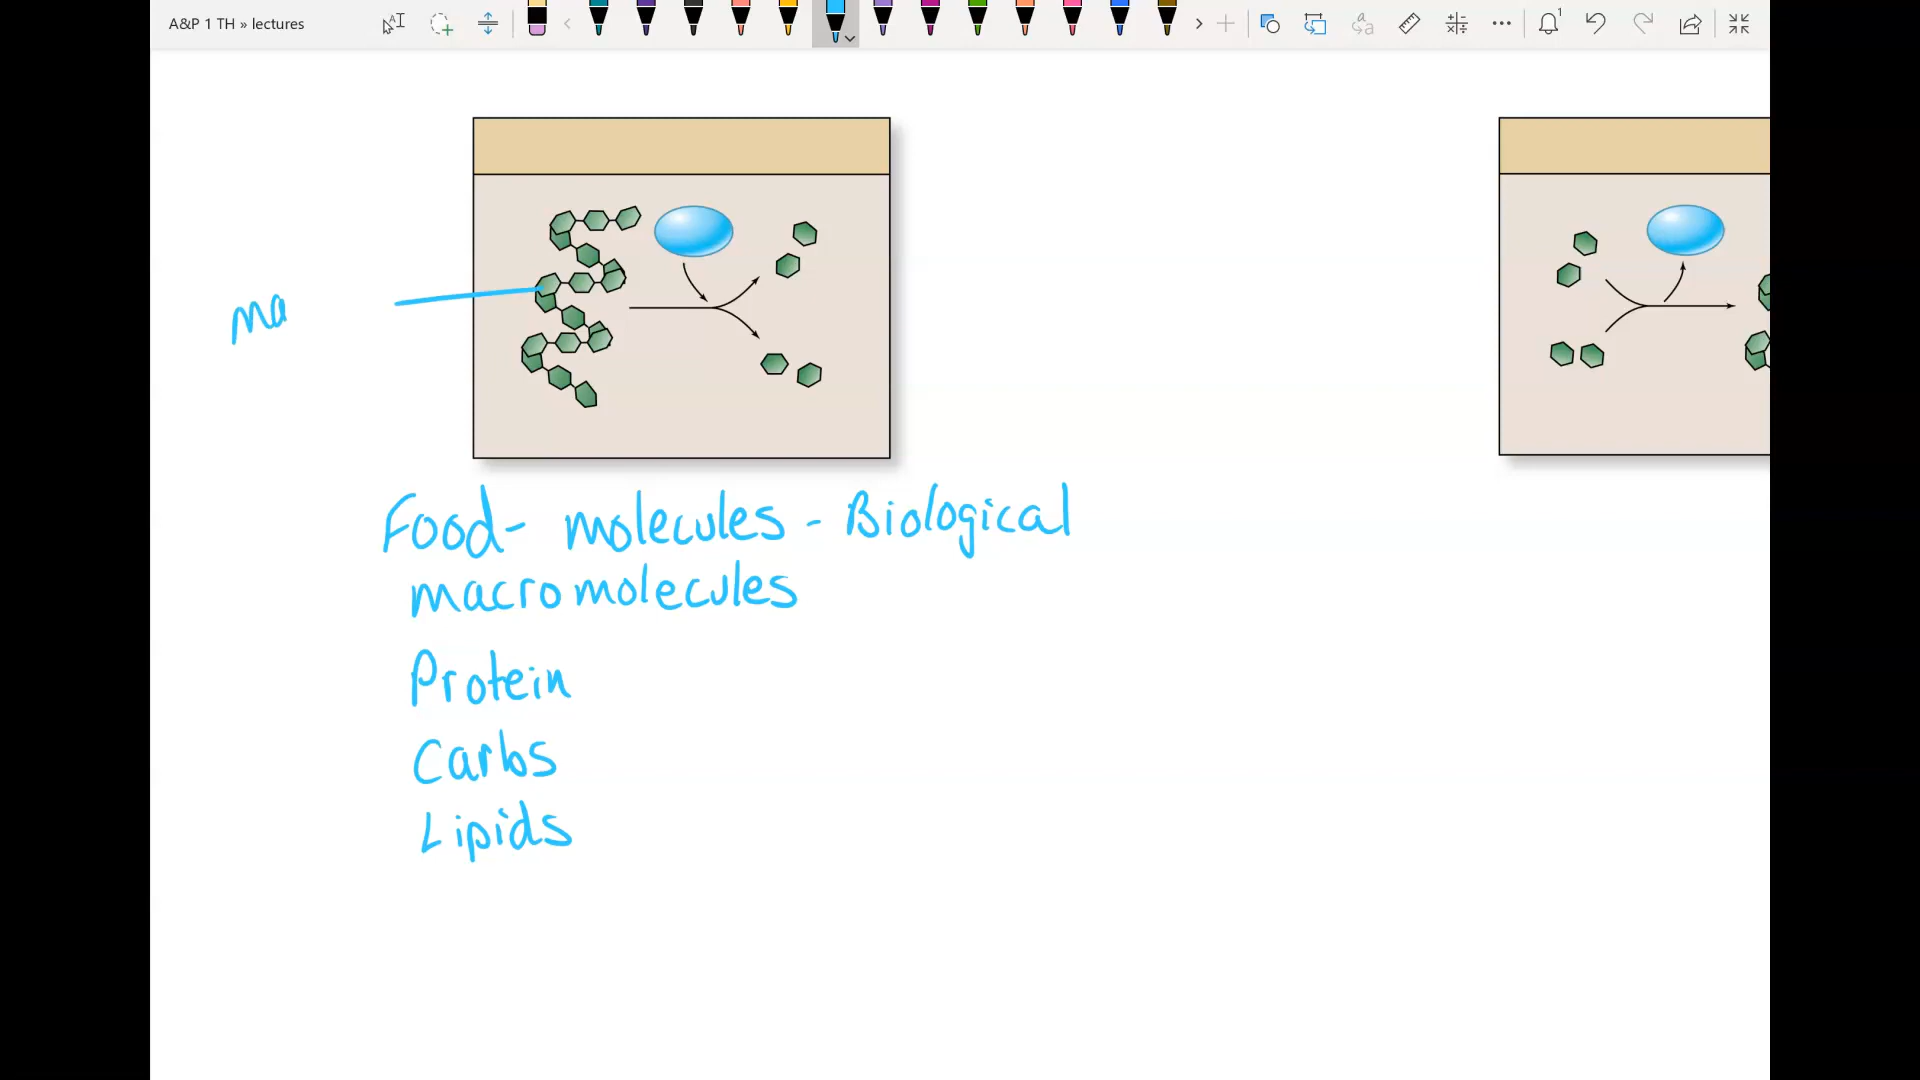 A&P 1 TH » lectures
ma
Food- molecules - Biological
macromolecules
Protein
Carbs
Lipids